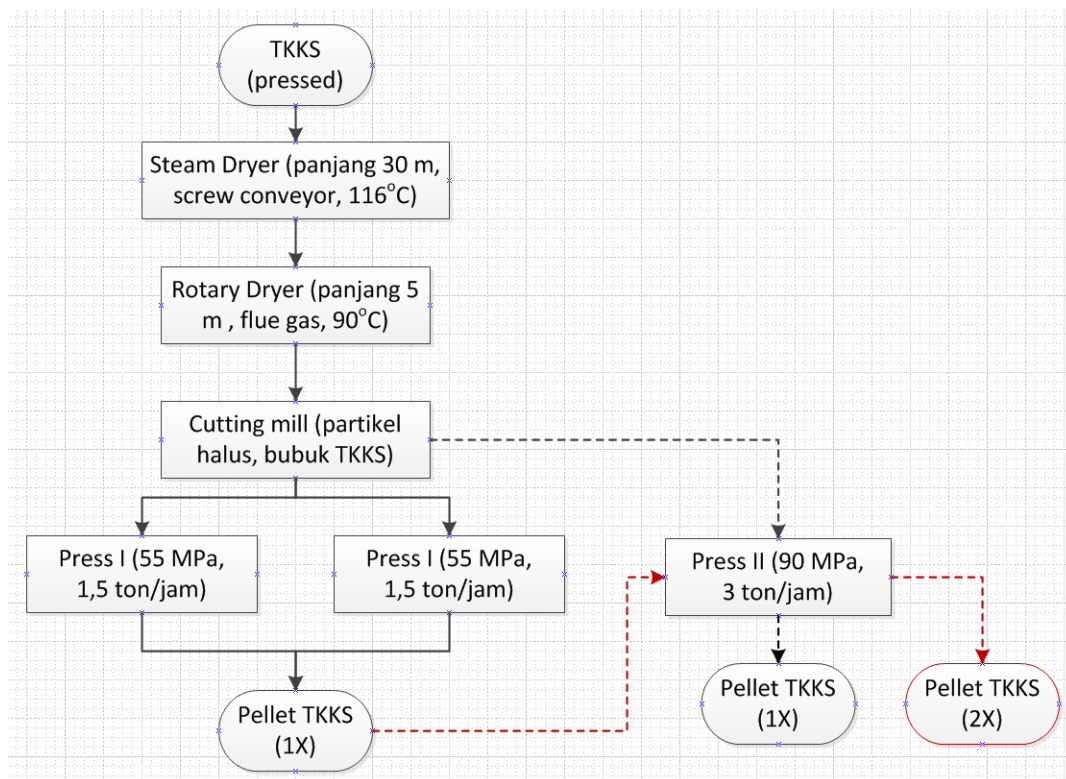 TKKS
(pressed)
Steam Dryer (panjang 30 m,
screw conveyor, 116°C)
Rotary Dryer (panjang 5
m , flue gas, 90°C)
Cutting mill (partikel
halus, bubuk TKKS)
Press I (55 MPa,
1,5 ton/jam)
Press I (55 MPa,
1,5 ton/jam)
Press II (90 MPa,
3 ton/jam)
Pellet TKKS
(1X)
Pellet TKKS
(1X)
Pellet TKKS
(2X)